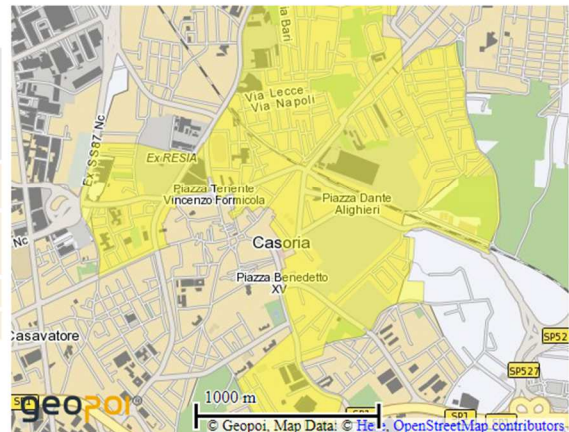 Via Bari
Via Lecce
Via Napoli
Ex SS87 Nc
Ex RESIA
Piazza Tenente
Vincenzo Formicola
Piazza Dante
Alighieri
Nc
Casoria
Piazza Benedetto
XV
Casavatore
SP52
SP527
1000 m
geopoi
SP1
© Geopoi, Map Data: © Here, OpenStreetMap contributors